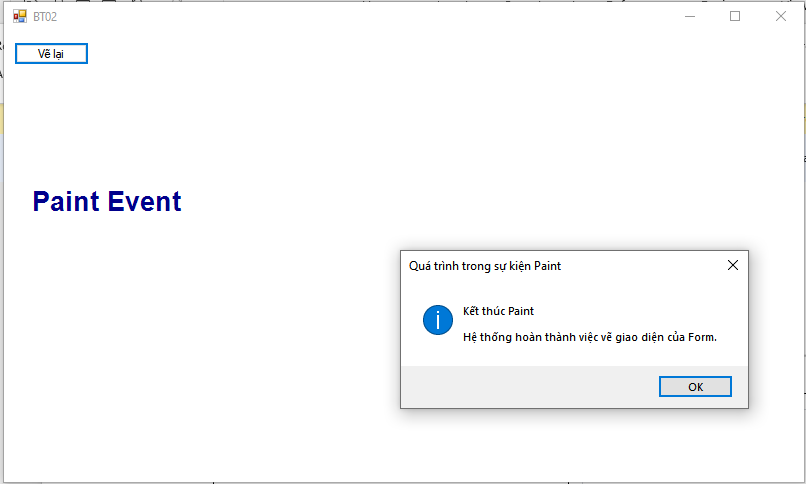 BT02
Vẽ lại
Paint Event
Quá trình trong sự kiện Paint
Kết thúc Paint
Hệ thống hoàn thành việc vẽ giao diện của Form.
OK